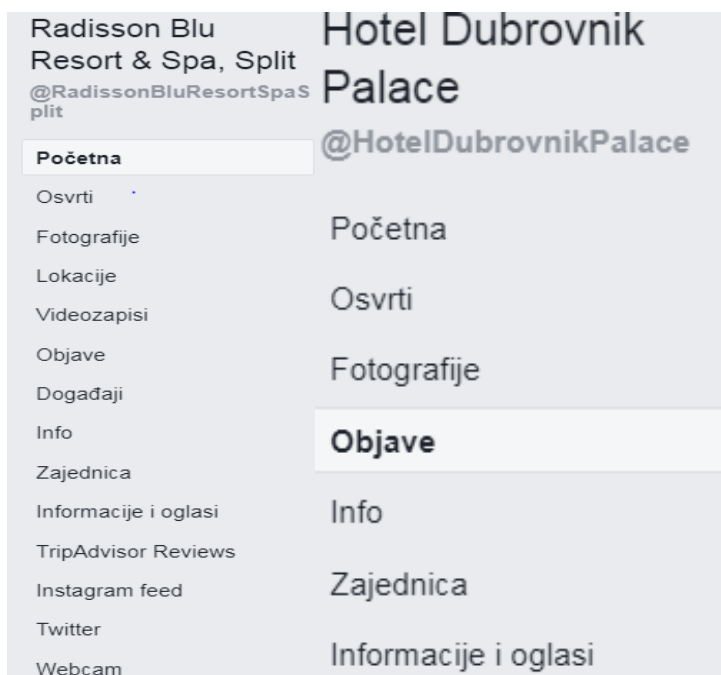 Radisson Blu
Resort & Spa, Split
@RadissonBluResortSpaS
plit
Početna
Osvrti
Fotografije
Lokacije
Videozapisi
Objave
Događaji
Info
Zajednica
Informacije i oglasi
TripAdvisor Reviews
Instagram feed
Twitter
Webcam
Hotel Dubrovnik
Palace
@HotelDubrovnikPalace
Početna
Osvrti
Fotografije
Objave
Info
Zajednica
Informacije i oglasi